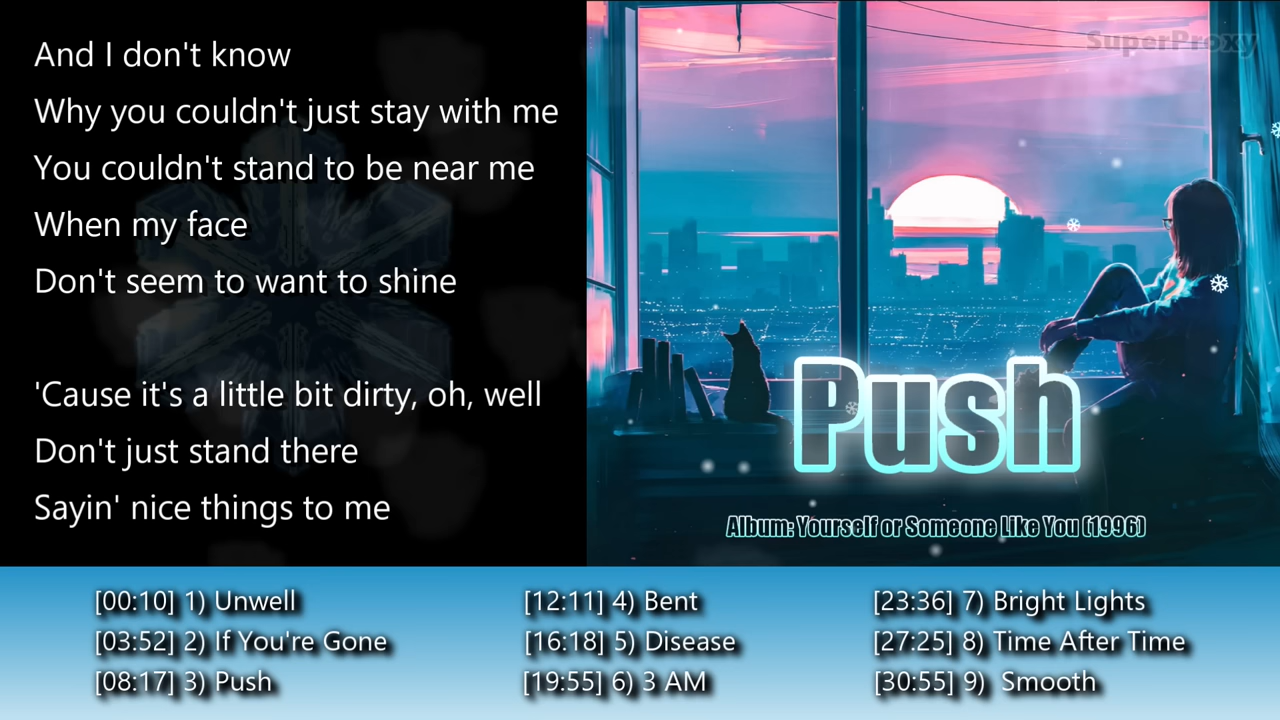 And I don't know
Why you couldn't just stay with me
You couldn't stand to be near me
When my face
Don't seem to want to shine
'Cause it's a little bit dirty, oh, well
Don't just stand there
Sayin' nice things to me
SuperProxy
Push
Album: Yourself or Someone Like You (1996)
[00:10] 1) Unwell
[03:52] 2) If You're Gone
[08:17] 3) Push
[12:11] 4) Bent
[16:18] 5) Disease
[19:55] 6) 3 AM
[23:36] 7) Bright Lights
[27:25] 8) Time After Time
[30:55] 9)  Smooth